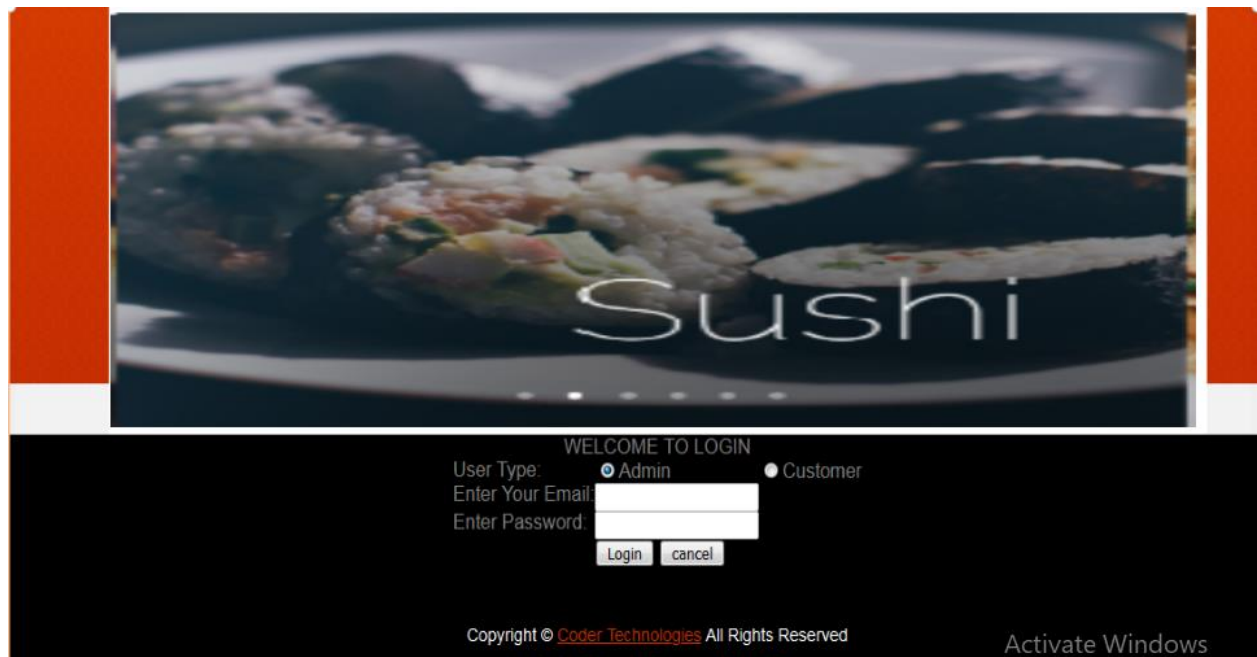 Sushi
WELCOME TO LOGIN
User Type: Admin Customer
Enter Your Email:
Enter Password:
Login cancel
Copyright © Coder Technologies All Rights Reserved
Activate Windows